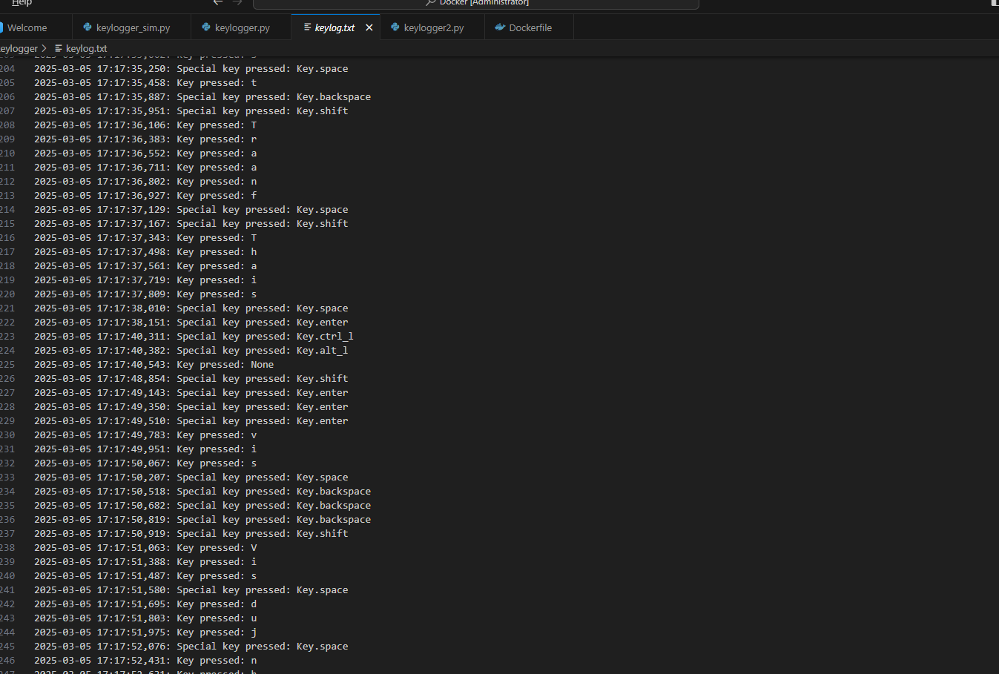 Help
Docker [Administrator]
Welcome
keylogger_sim.py
keylogger.py
keylog.txt
keylogger2.py
Dockerfile
eylogger > keylog.txt
204 2025-03-05 17:17:35,250: Special key pressed: Key.space
205 2025-03-05 17:17:35,458: Key pressed: t
206 2025-03-05 17:17:35,887: Special key pressed: Key.backspace
207 2025-03-05 17:17:35,951: Special key pressed: Key.shift
208 2025-03-05 17:17:36,106: Key pressed: T
209 2025-03-05 17:17:36,383: Key pressed: r
210 2025-03-05 17:17:36,552: Key pressed: a
211 2025-03-05 17:17:36,711: Key pressed: a
212 2025-03-05 17:17:36,802: Key pressed: n
213 2025-03-05 17:17:36,927: Key pressed: f
214 2025-03-05 17:17:37,129: Special key pressed: Key.space
215 2025-03-05 17:17:37,167: Special key pressed: Key.shift
216 2025-03-05 17:17:37,343: Key pressed: T
217 2025-03-05 17:17:37,498: Key pressed: h
218 2025-03-05 17:17:37,561: Key pressed: a
219 2025-03-05 17:17:37,719: Key pressed: i
220 2025-03-05 17:17:37,809: Key pressed: s
221 2025-03-05 17:17:38,010: Special key pressed: Key.space
222 2025-03-05 17:17:38,151: Special key pressed: Key.enter
223 2025-03-05 17:17:40,311: Special key pressed: Key.ctrl_l
224 2025-03-05 17:17:40,382: Special key pressed: Key.alt_l
225 2025-03-05 17:17:40,543: Key pressed: None
226 2025-03-05 17:17:48,854: Special key pressed: Key.shift
227 2025-03-05 17:17:49,143: Special key pressed: Key.enter
228 2025-03-05 17:17:49,350: Special key pressed: Key.enter
229 2025-03-05 17:17:49,510: Special key pressed: Key.enter
230 2025-03-05 17:17:49,783: Key pressed: v
231 2025-03-05 17:17:49,951: Key pressed: i
232 2025-03-05 17:17:50,067: Key pressed: s
233 2025-03-05 17:17:50,207: Special key pressed: Key.space
234 2025-03-05 17:17:50,518: Special key pressed: Key.backspace
235 2025-03-05 17:17:50,682: Special key pressed: Key.backspace
236 2025-03-05 17:17:50,819: Special key pressed: Key.backspace
237 2025-03-05 17:17:50,919: Special key pressed: Key.shift
238 2025-03-05 17:17:51,063: Key pressed: V
239 2025-03-05 17:17:51,388: Key pressed: i
240 2025-03-05 17:17:51,487: Key pressed: s
241 2025-03-05 17:17:51,580: Special key pressed: Key.space
242 2025-03-05 17:17:51,695: Key pressed: d
243 2025-03-05 17:17:51,803: Key pressed: u
244 2025-03-05 17:17:51,975: Key pressed: j
245 2025-03-05 17:17:52,076: Special key pressed: Key.space
246 2025-03-05 17:17:52,431: Key pressed: n